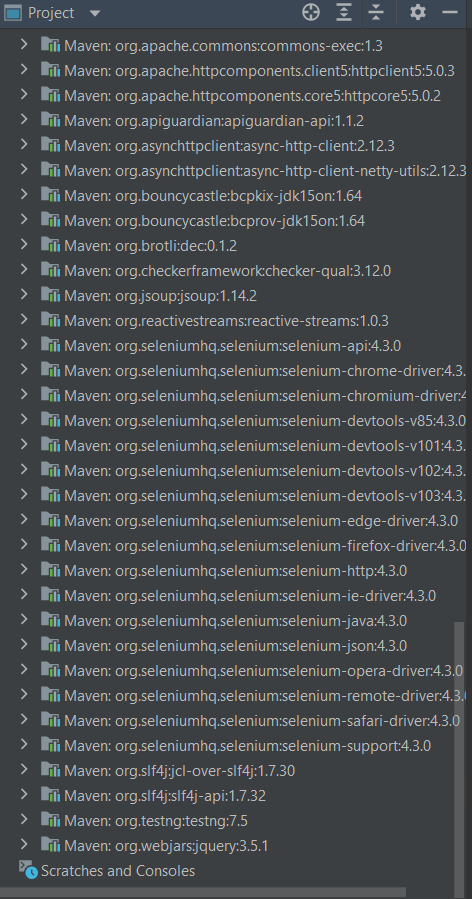 Project
Maven: org.apache.commons:commons-exec:1.3
Maven: org.apache.httpcomponents.client5:httpclient5:5.0.3
Maven: org.apache.httpcomponents.core5:httpcore5:5.0.2
Maven: org.apiguardian:apiguardian-api:1.1.2
Maven: org.asynchttpclient:async-http-client:2.12.3
Maven: org.asynchttpclient:async-http-client-netty-utils:2.12.3
Maven: org.bouncycastle:bcpkix-jdk15on:1.64
Maven: org.bouncycastle:bcprov-jdk15on:1.64
Maven: org.brotli:dec:0.1.2
Maven: org.checkerframework:checker-qual:3.12.0
Maven: org.jsoup:jsoup:1.14.2
Maven: org.reactivestreams:reactive-streams:1.0.3
Maven: org.seleniumhq.selenium:selenium-api:4.3.0
Maven: org.seleniumhq.selenium:selenium-chrome-driver:4.3.
Maven: org.seleniumhq.selenium:selenium-chromium-driver:4
Maven: org.seleniumhq.selenium:selenium-devtools-v85:4.3.0
Maven: org.seleniumhq.selenium:selenium-devtools-v101:4.3.
Maven: org.seleniumhq.selenium:selenium-devtools-v102:4.3.
Maven: org.seleniumhq.selenium:selenium-devtools-v103:4.3.
Maven: org.seleniumhq.selenium:selenium-edge-driver:4.3.0
Maven: org.seleniumhq.selenium:selenium-firefox-driver:4.3.0
Maven: org.seleniumhq.selenium:selenium-http:4.3.0
Maven: org.seleniumhq.selenium:selenium-ie-driver:4.3.0
Maven: org.seleniumhq.selenium:selenium-java:4.3.0
Maven: org.seleniumhq.selenium:selenium-json:4.3.0
Maven: org.seleniumhq.selenium:selenium-opera-driver:4.3.0
Maven: org.seleniumhq.selenium:selenium-remote-driver:4.3.0
Maven: org.seleniumhq.selenium:selenium-safari-driver:4.3.0
Maven: org.seleniumhq.selenium:selenium-support:4.3.0
Maven: org.slf4j:jcl-over-slf4j:1.7.30
Maven: org.slf4j:slf4j-api:1.7.32
Maven: org.testng:testng:7.5
Maven: org.webjars:jquery:3.5.1
Scratches and Consoles